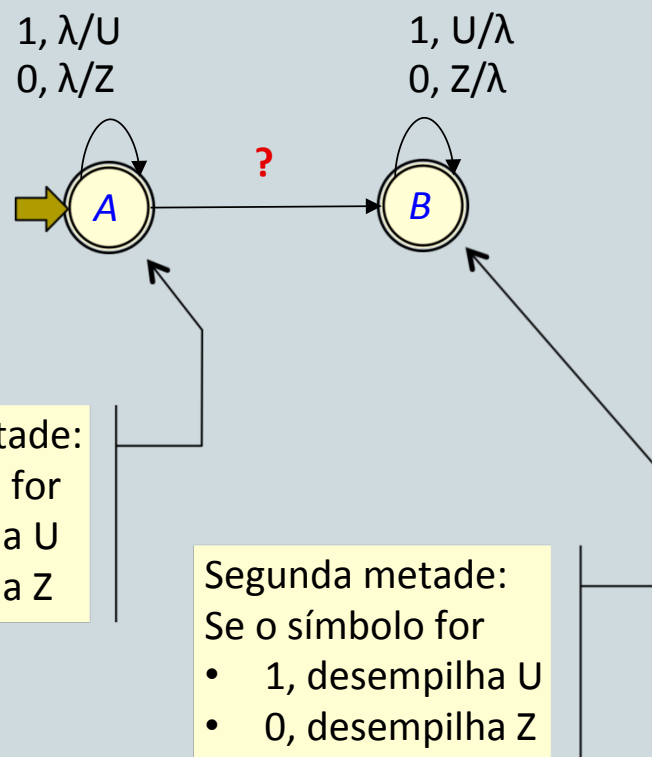 1, λ/U
0, λ/Z
1, U/λ
0, Z/λ
?
A
B
tade:
for
a U
a Z
Segunda metade:
Se o símbolo for
• 1, desempilha U
• 0, desempilha Z